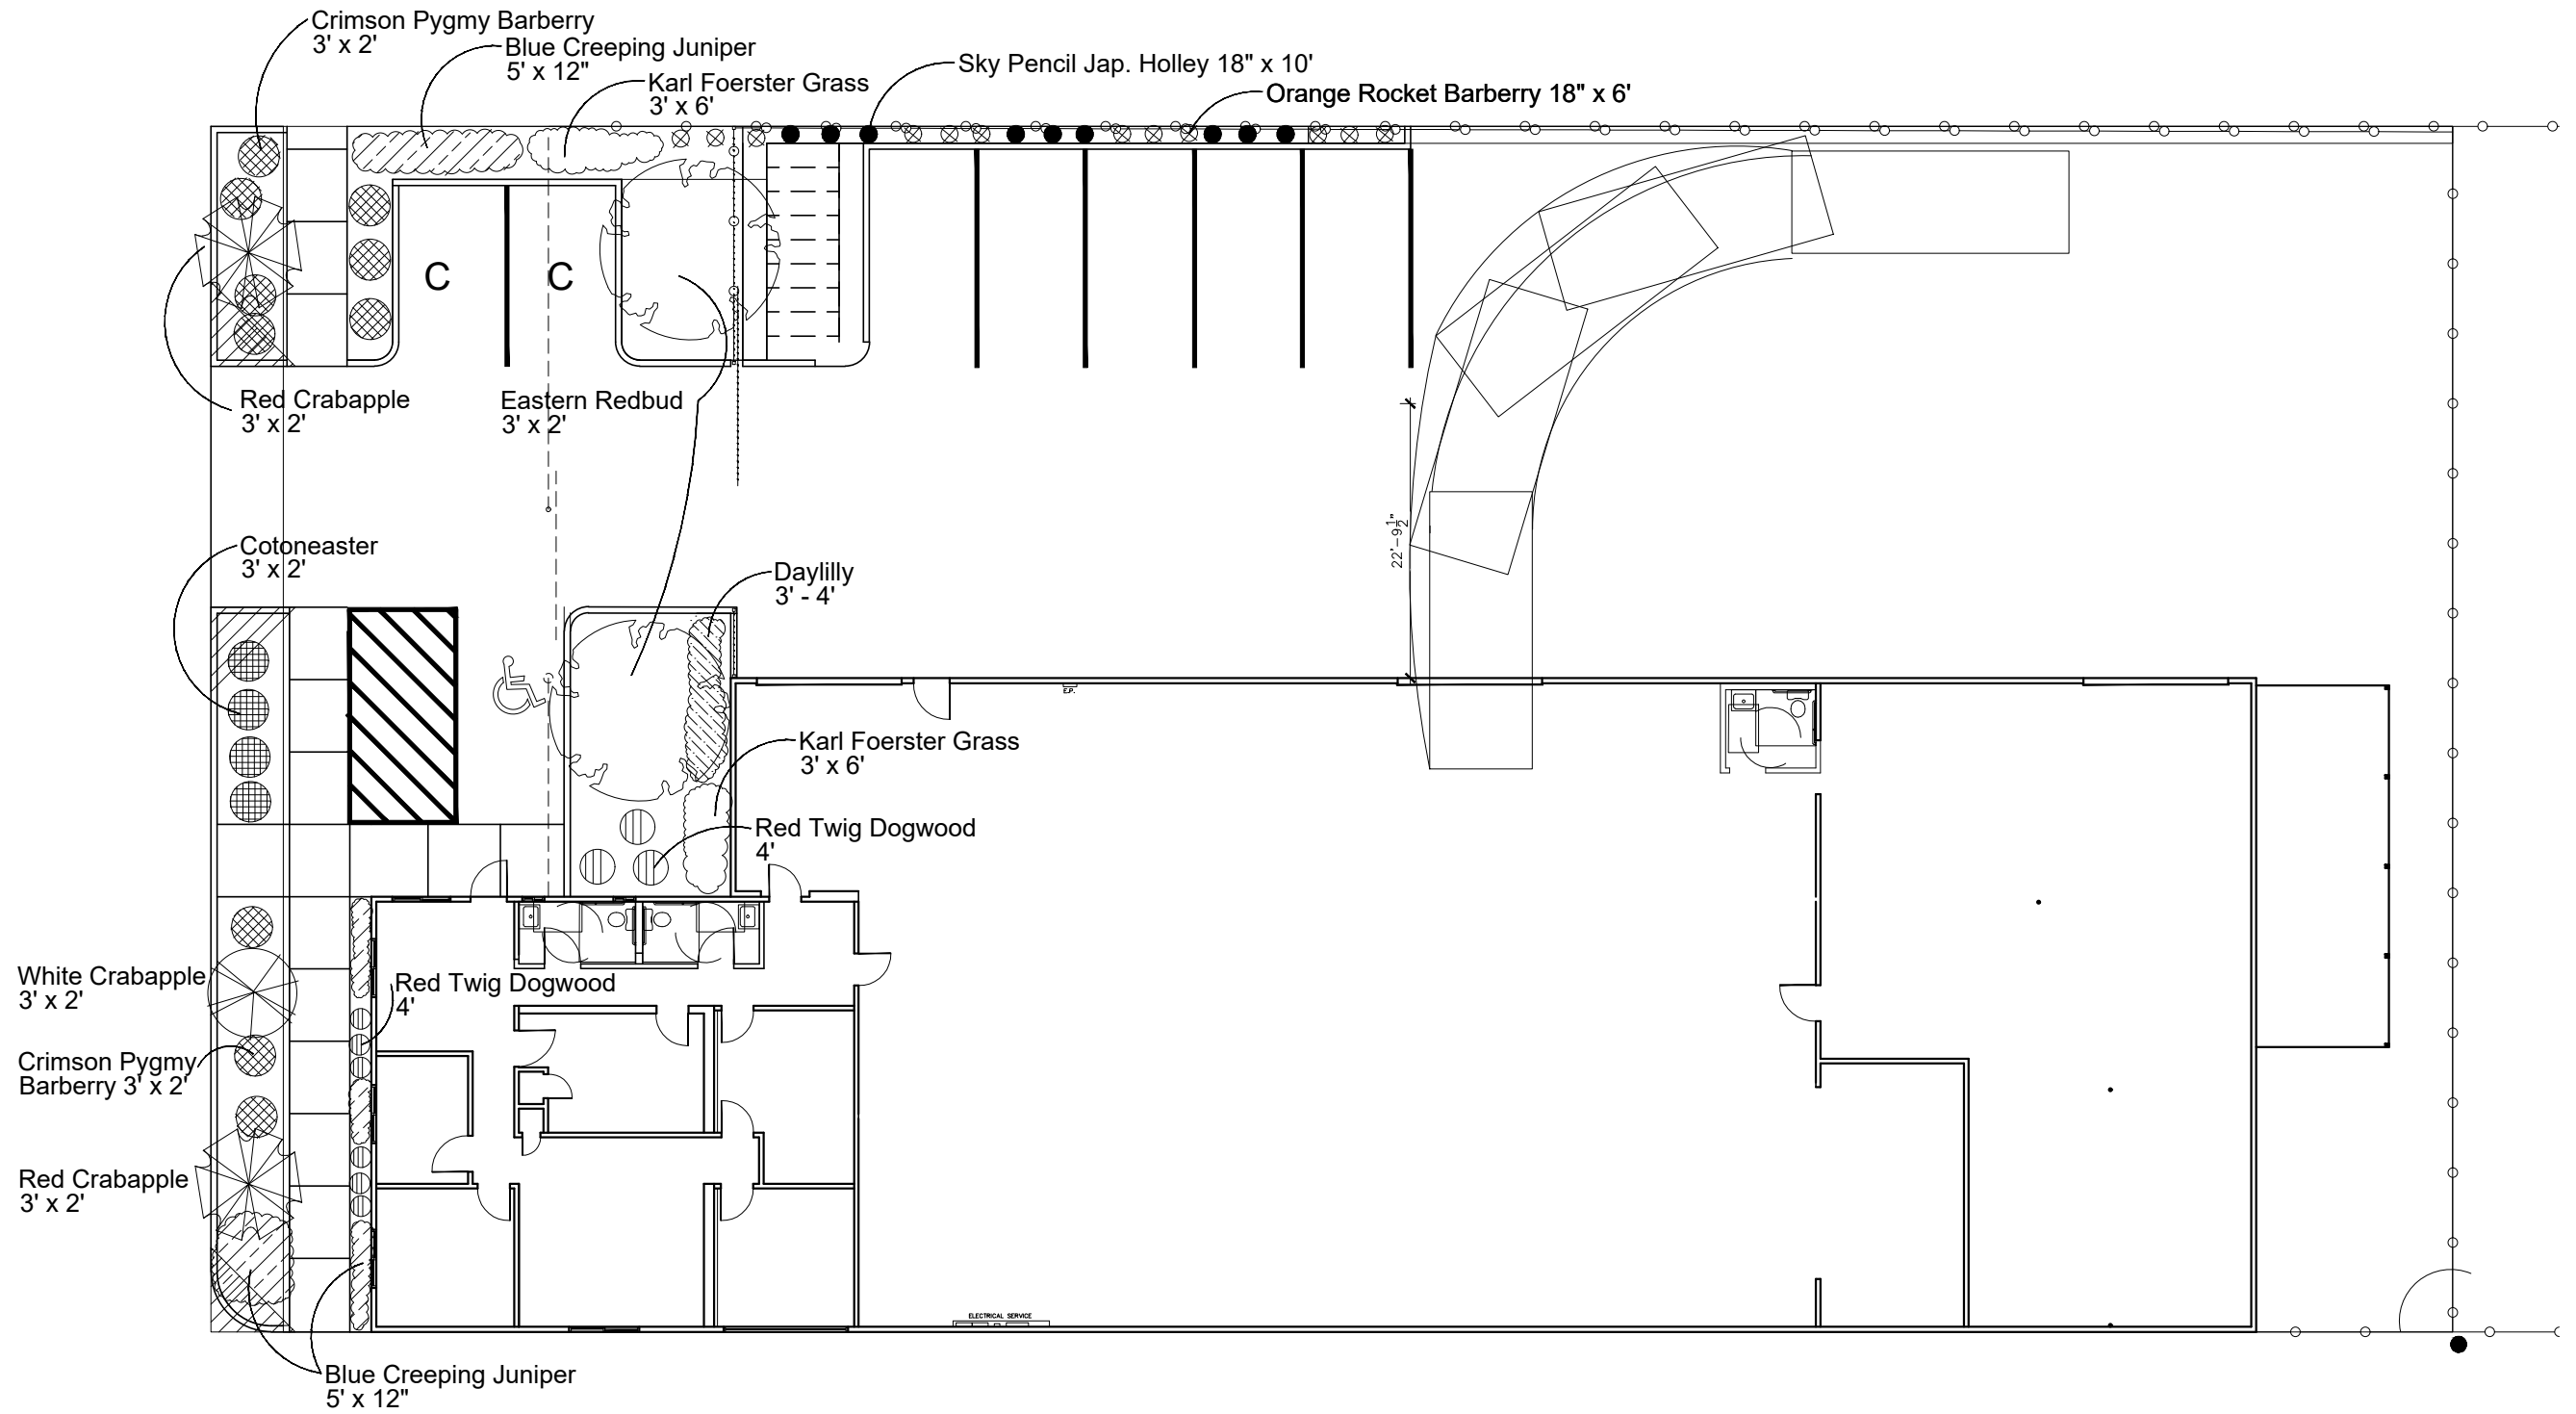 Crimson Pygmy Barberry
3' x 2'
Blue Creeping Juniper
5' x 12"
Karl Foerster Grass
3' x 6'
Sky Pencil Jap. Holley 18" x 10'
Orange Rocket Barberry 18" x 6'
C
C
Red Crabapple
3' x 2'
Eastern Redbud
3' x 2'
22'-9 1/2"
Cotoneaster
3' x 2'
Daylilly
3' - 4'
E.P.
Karl Foerster Grass
3' x 6'
Red Twig Dogwood
4'
White Crabapple
3' x 2'
Red Twig Dogwood
4'
Crimson Pygmy
Barberry 3' x 2'
Red Crabapple
3' x 2'
ELECTRICAL SERVICE
Blue Creeping Juniper
5' x 12"